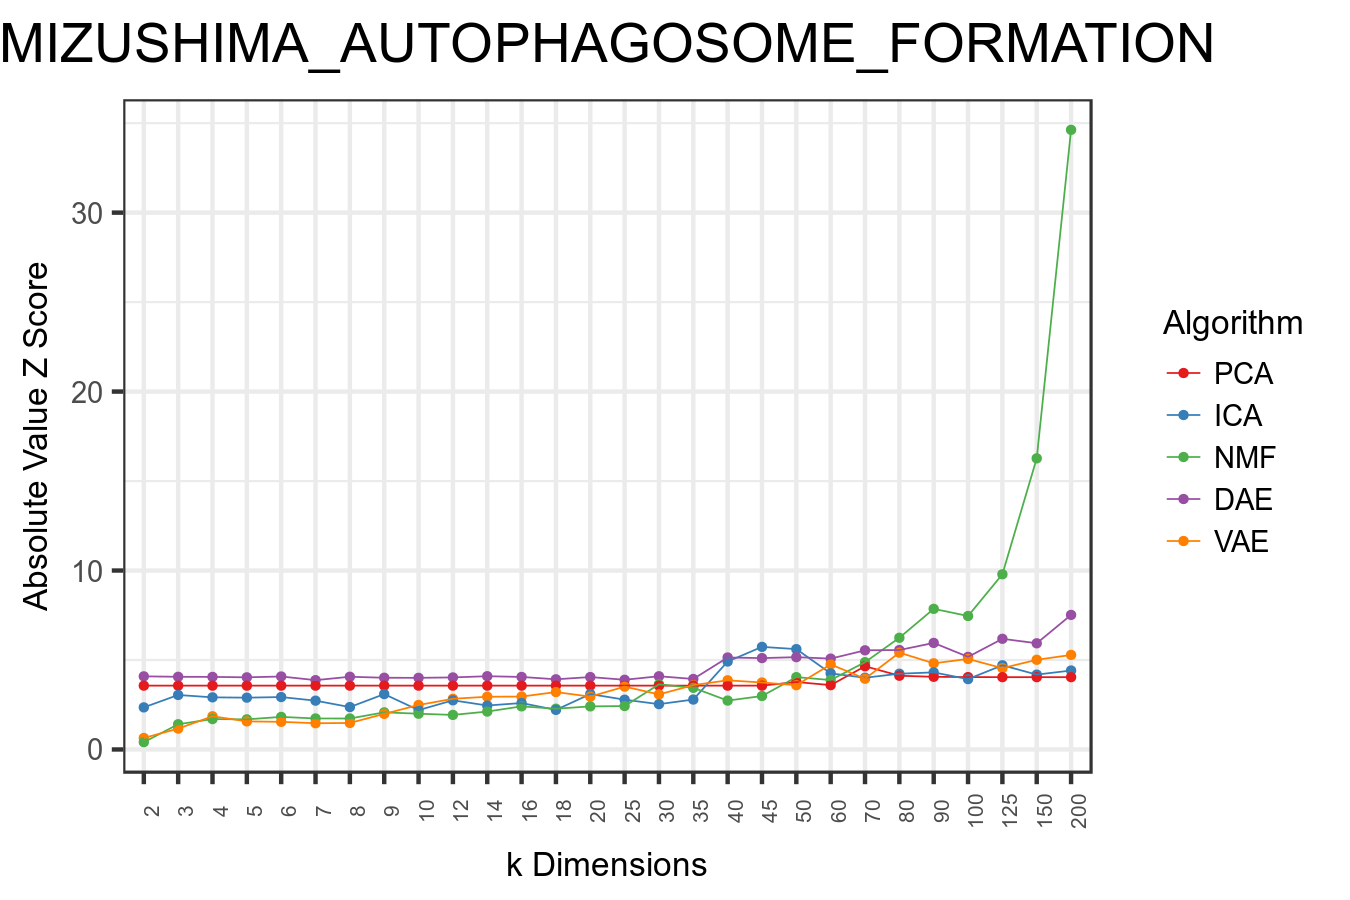 MIZUSHIMA_AUTOPHAGOSOME_FORMATION
Absolute Value Z Score
30
20
10
0
2 3 4 5 6 7 8 9 10 12 14 16 18 20 25 30 35 40 45 50 60 70 80 90 100 125 150 200
k Dimensions
Algorithm
PCA
ICA
NMF
DAE
VAE